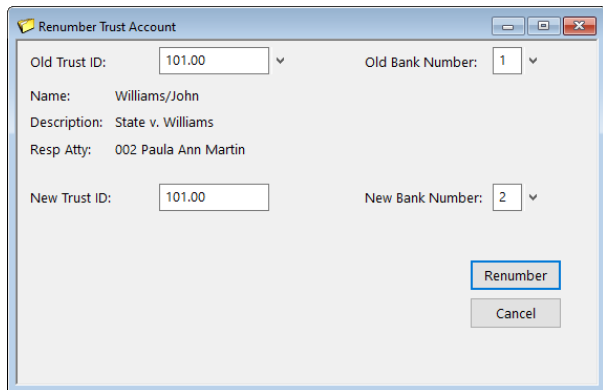 Renumber Trust Account
Old Trust ID: 101.00 Old Bank Number: 1
Name: Williams/John
Description: State v. Williams
Resp Atty: 002 Paula Ann Martin
New Trust ID: 101.00 New Bank Number: 2
Renumber
Cancel